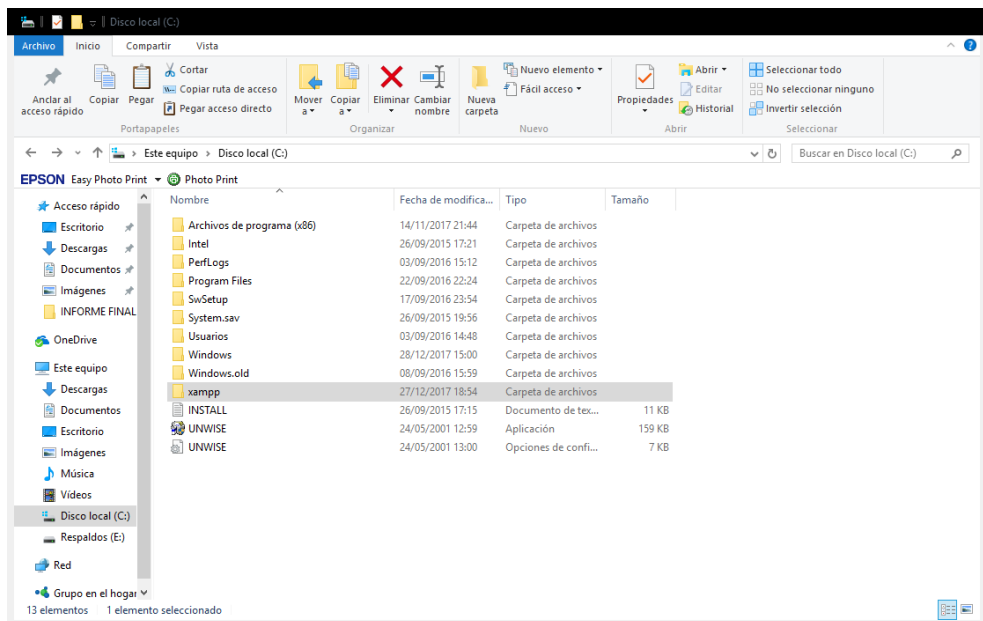 Disco local (C:)
Archivo Inicio Compartir Vista
Anclar al acceso rápido
Copiar
Pegar
Cortar
Copiar ruta de acceso
Pegar acceso directo
Portapapeles
Mover a
Copiar a
Eliminar
Cambiar nombre
Organizar
Nueva carpeta
Nuevo elemento
Fácil acceso
Nuevo
Propiedades
Abrir
Editar
Historial
Abrir
Seleccionar todo
No seleccionar ninguno
Invertir selección
Seleccionar
Este equipo > Disco local (C:)
Buscar en Disco local (C:)
EPSON Easy Photo Print Photo Print
Acceso rápido
Escritorio
Descargas
Documentos
Imágenes
INFORME FINAL
OneDrive
Este equipo
Descargas
Documentos
Escritorio
Imágenes
Música
Vídeos
Disco local (C:)
Respaldos (E:)
Red
Grupo en el hogar
Nombre Fecha de modifica... Tipo Tamaño
Archivos de programa (x86) 14/11/2017 21:44 Carpeta de archivos
Intel 26/09/2015 17:21 Carpeta de archivos
PerfLogs 03/09/2016 15:12 Carpeta de archivos
Program Files 22/09/2016 22:24 Carpeta de archivos
SwSetup 17/09/2016 23:54 Carpeta de archivos
System.sav 26/09/2015 19:56 Carpeta de archivos
Usuarios 03/09/2016 14:48 Carpeta de archivos
Windows 28/12/2017 15:00 Carpeta de archivos
Windows.old 08/09/2016 15:59 Carpeta de archivos
xampp 27/12/2017 18:54 Carpeta de archivos
INSTALL 26/09/2015 17:15 Documento de tex... 11 KB
UNWISE 24/05/2001 12:59 Aplicación 159 KB
UNWISE 24/05/2001 13:00 Opciones de confi... 7 KB
13 elementos 1 elemento seleccionado